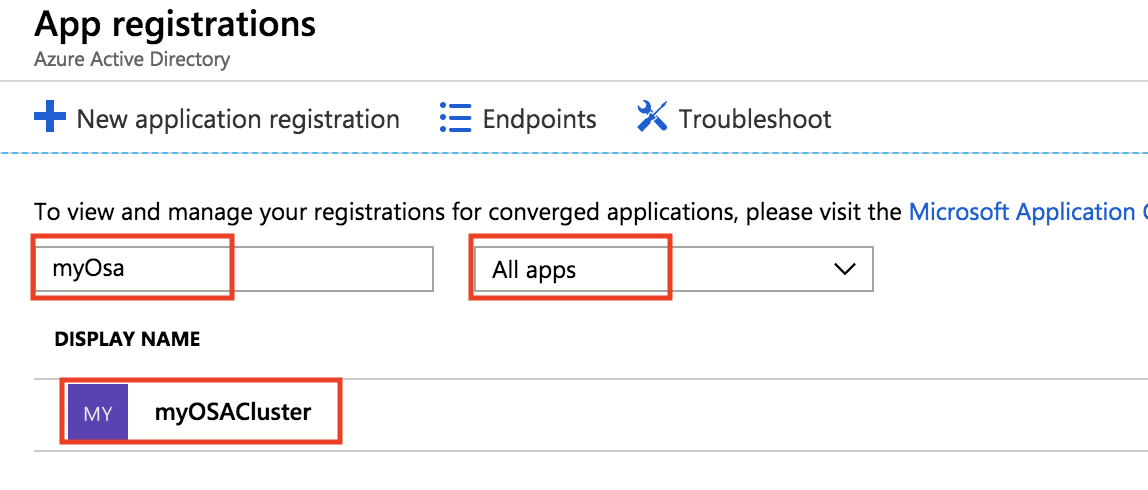 App registrations
Azure Active Directory
New application registration Endpoints Troubleshoot
To view and manage your registrations for converged applications, please visit the Microsoft Application
myOsa All apps
DISPLAY NAME
MY myOSACluster